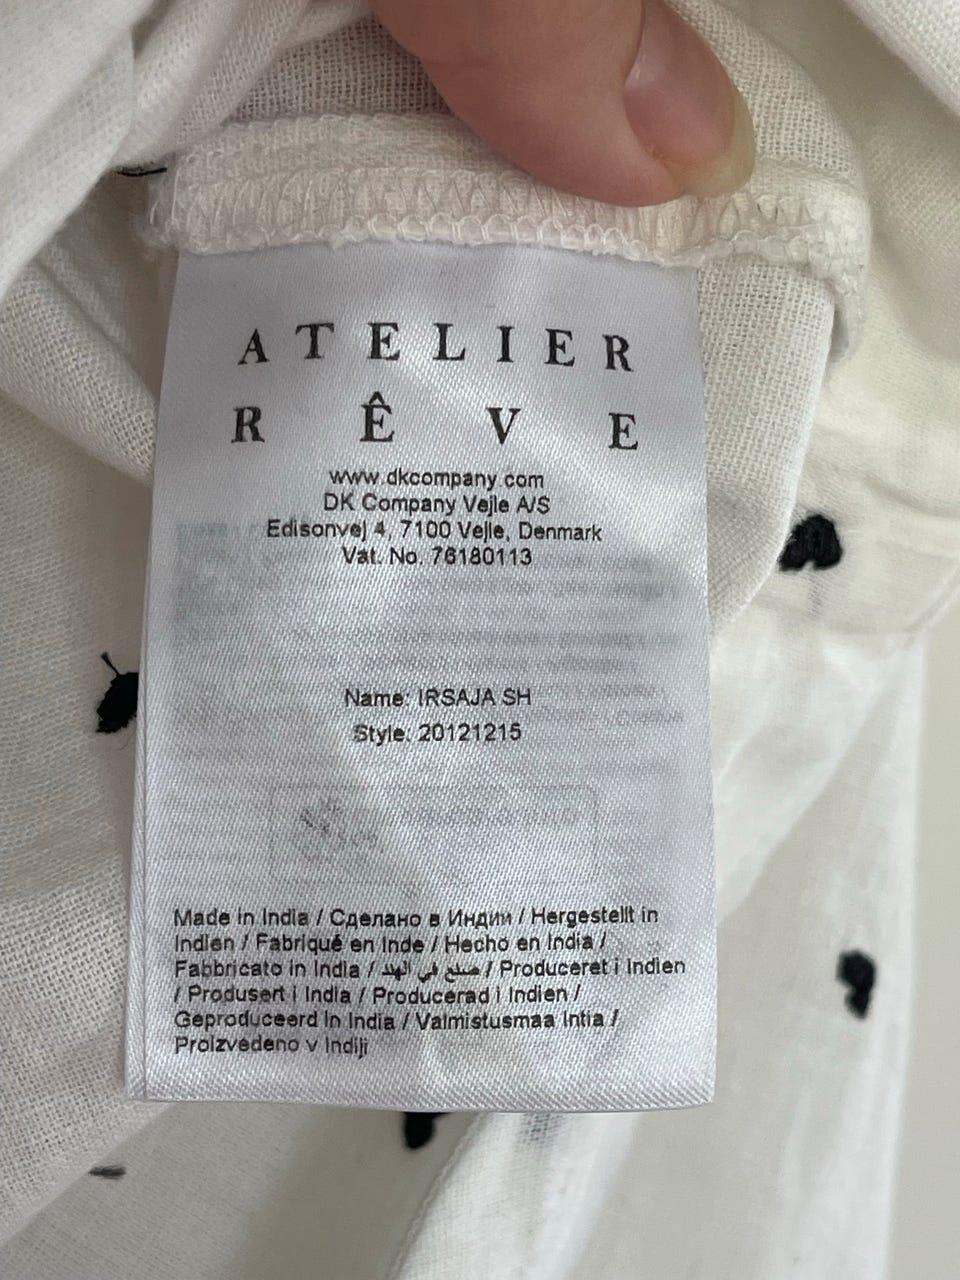 ATELIER
RÊVE
www.dkcompany.com
DK Company Vejle A/S
Edisonvej 4, 7100 Vejle, Denmark
Vat. No. 76180113
Name: IRSAJA SH
Style: 20121215
Made in India / Сделано в Индии / Hergestellt in
Indien / Fabriqué en Inde / Hecho en India /
Fabbricato in India / صنع في الهند / Produceret i Indien
/ Produsert i India / Producerad i Indien /
Geproduceerd in India / Valmistusmaa Intia /
Proizvedeno v Indiji